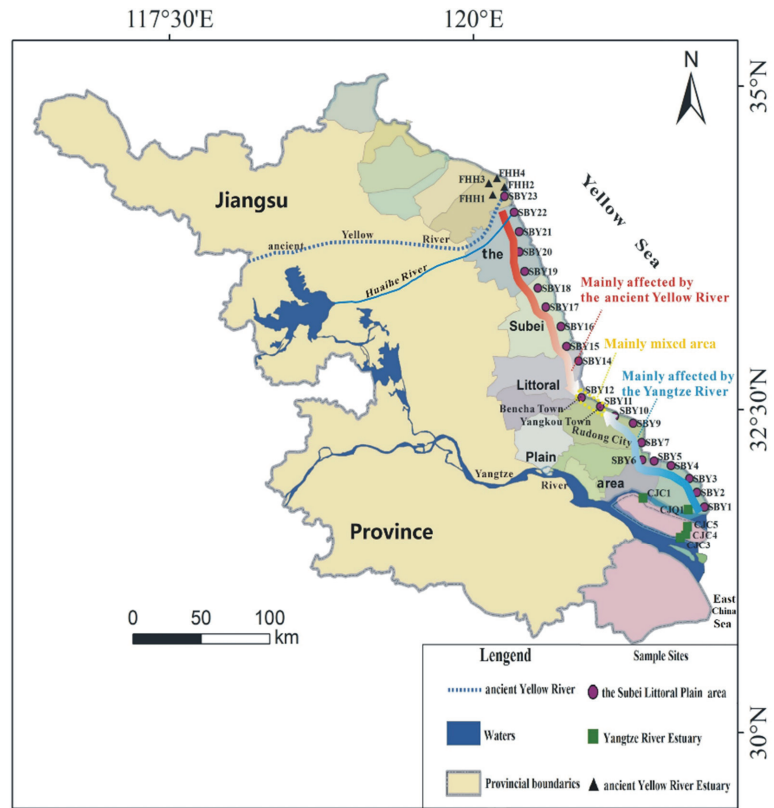 117°30'
120°E
N
35°N
32°30'N
30°N
FHH4
FHH3
FHH2
FHH1
SBY23
SBY22
SBY21
SBY20
SBY19
SBY18
SBY17
SBY16
SBY15
SBY14
SBY12
SBY11
SBY10
SBY9
SBY7
SBY6
SBY5
SBY4
SBY3
SBY2
SBY1
CJC1
CJO1
CJC5
CJC4
CJC3
Jiangsu
Province
ancient Yellow River
Huaihe River
Yangtze River
Yellow Sea
the
Subei
Littoral
Plain
area
Mainly affected by
the ancient Yellow River
Mainly mixed area
Mainly affected by
the Yangtze River
Bencha Town
Yangkou Town
Rudong City
East
China
Sea
0 50 100
km
Lengend
Sample Sites
ancient Yellow River
the Subei Littoral Plain area
Waters
Yangtze River Estuary
Provincial boundaries
ancient Yellow River Estuary